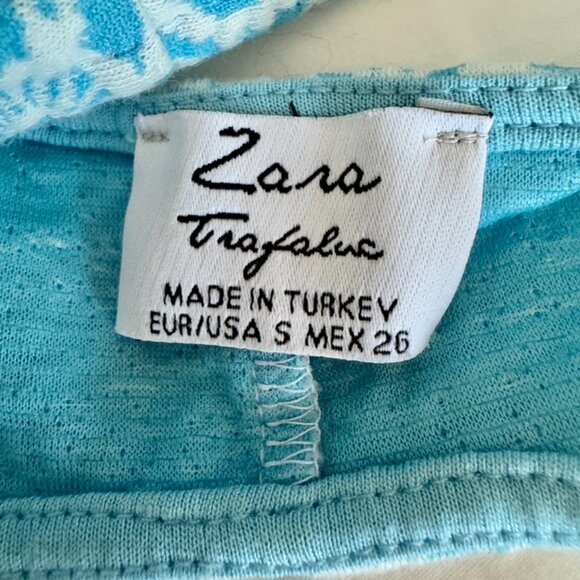 Zara
Trafaluc
MADE IN TURKEY
EUR/USA S MEX 26